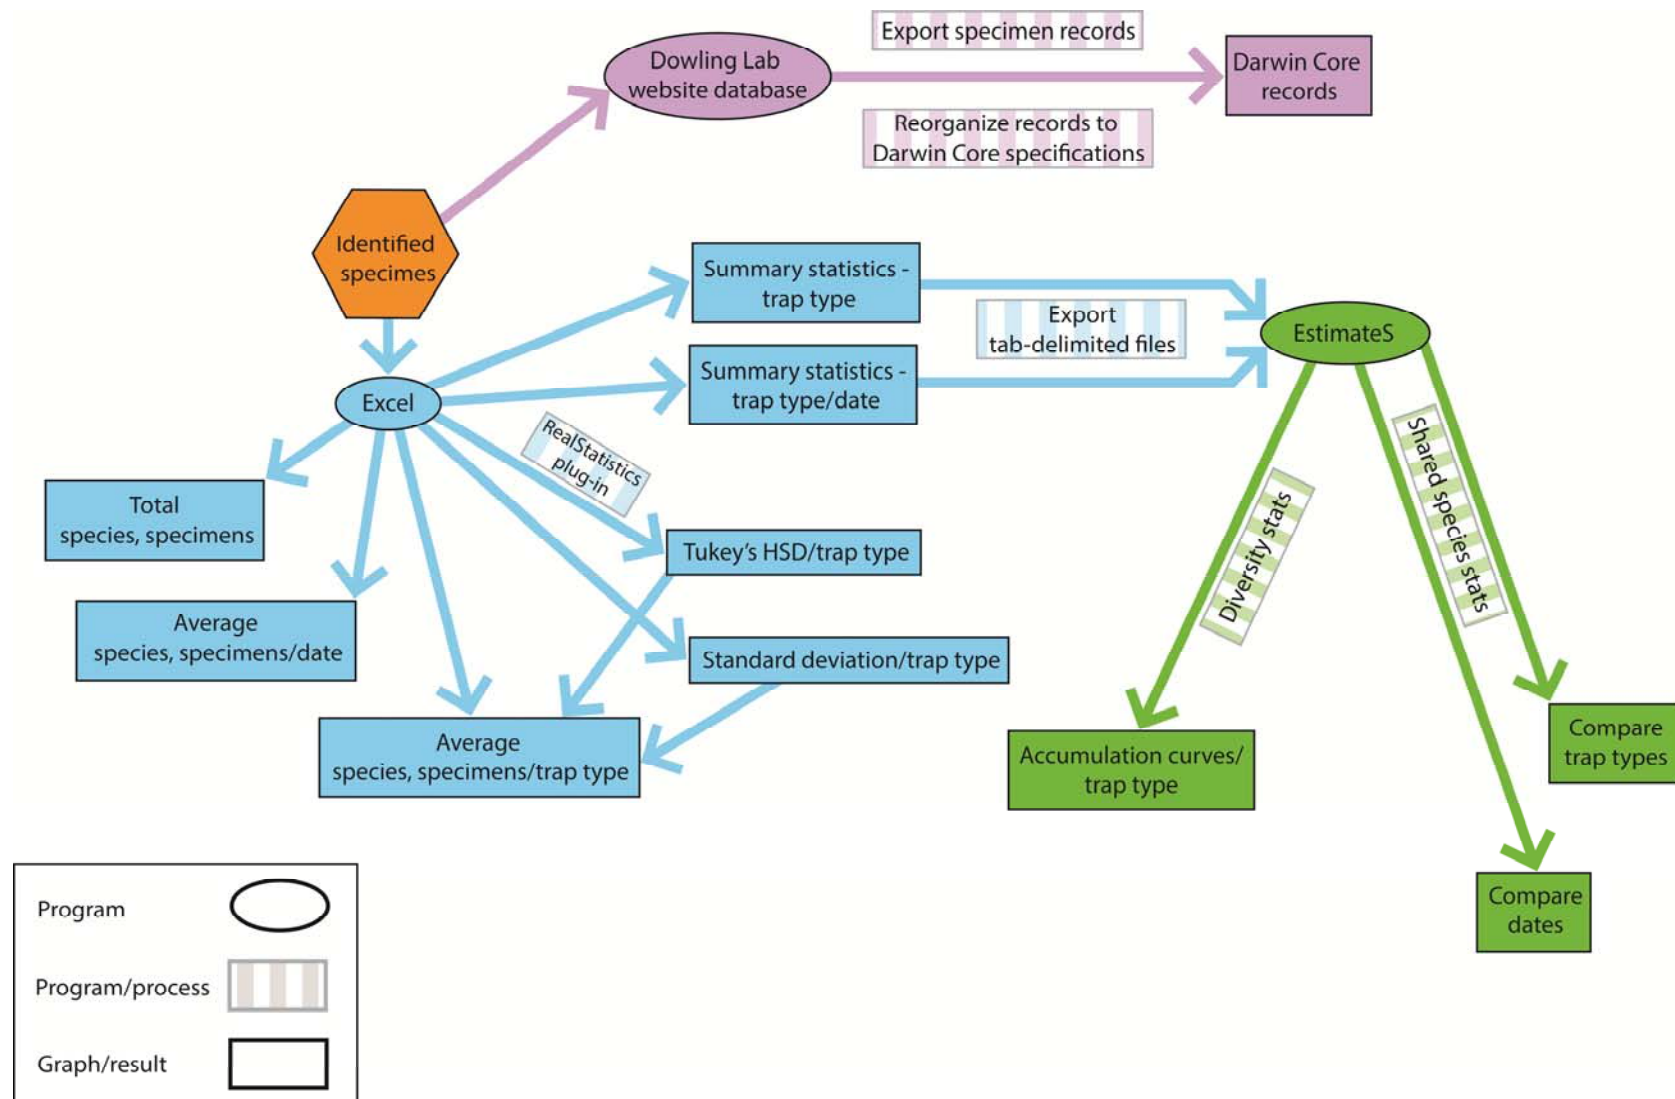 Export specimen records
Dowling Lab
website database
Darwin Core
records
Reorganize records to
Darwin Core specifications
Identified
specimes
Summary statistics -
trap type
Export
tab-delimited files
EstimateS
Summary statistics -
trap type/date
Excel
RealStatistics
plug-in
Total
species, specimens
Tukey's HSD/trap type
Diversity stats
Shared species stats
Average
species, specimens/date
Standard deviation/trap type
Average
species, specimens/trap type
Accumulation curves/
trap type
Compare
trap types
Compare
dates
Program
Program/process
Graph/result